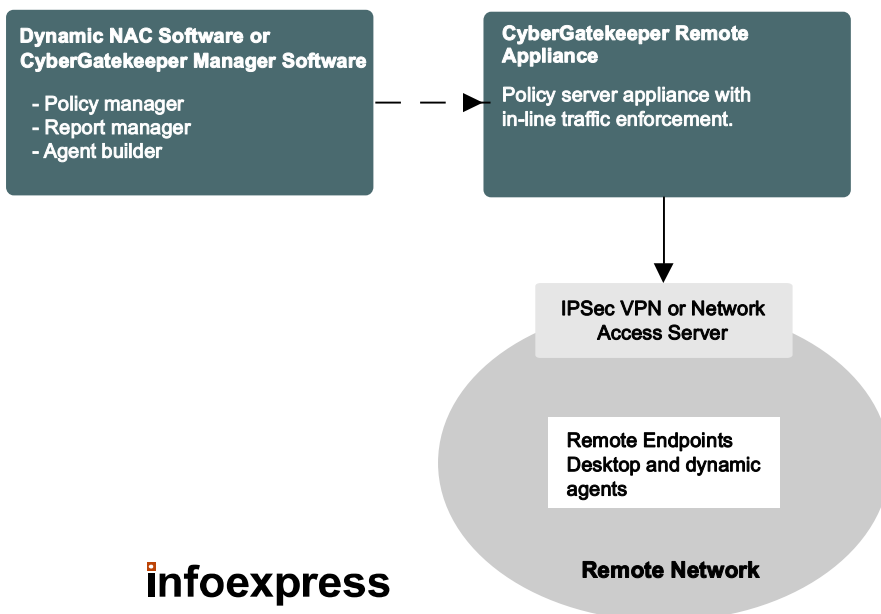 Dynamic NAC Software or
CyberGatekeeper Manager Software
- Policy manager
- Report manager
- Agent builder
CyberGatekeeper Remote
Appliance
Policy server appliance with
in-line traffic enforcement.
IPSec VPN or Network
Access Server
Remote Endpoints
Desktop and dynamic
agents
Remote Network
infoexpress